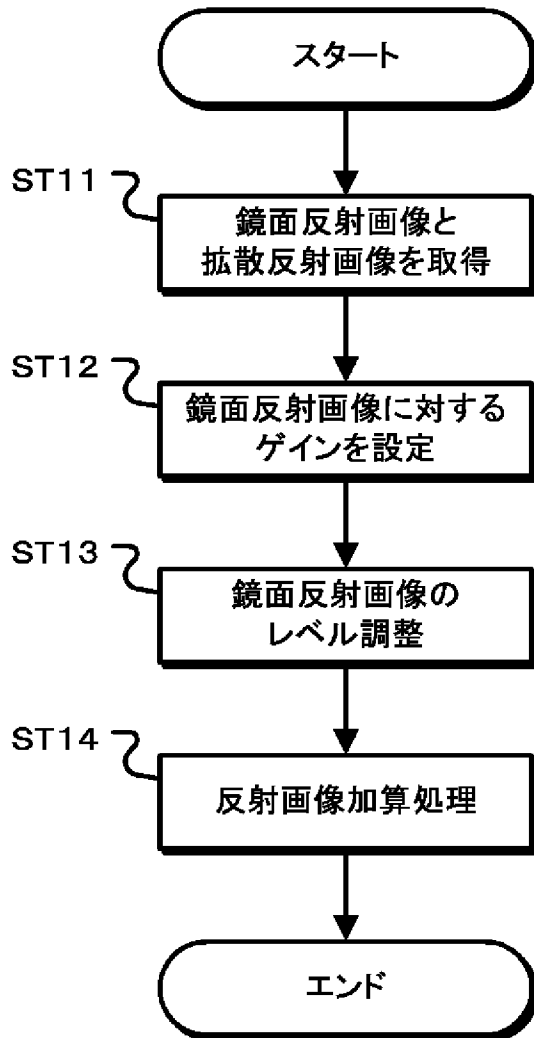 スタート
ST11
鏡面反射画像と
拡散反射画像を取得
ST12
鏡面反射画像に対する
ゲインを設定
ST13
鏡面反射画像の
レベル調整
ST14
反射画像加算処理
エンド